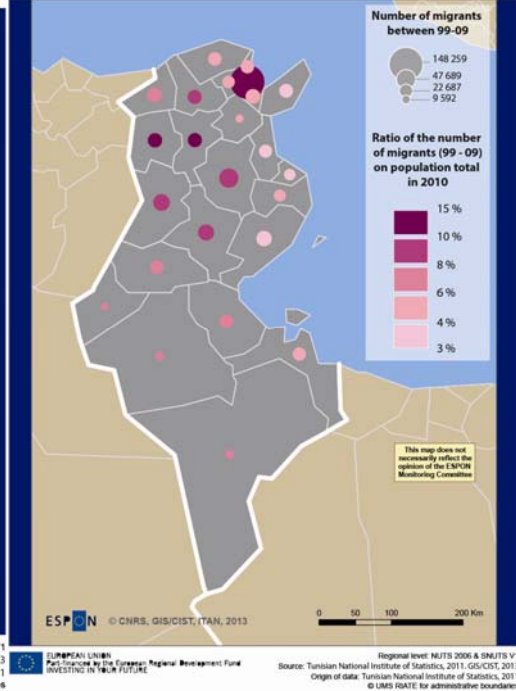 Number of migrants
between 99-09
148 259
47 689
22 687
9 592
Ratio of the number
of migrants (99 - 09)
on population total
in 2010
15 %
10 %
8 %
6 %
4 %
3 %
This map does not
necessarily reflect the
opinion of the ESPON
Monitoring Committee
ESPON © CNRS, GIS/CIST, ITAN, 2013
0 50 100 200 Km
EUROPEAN UNION
Part-financed by the European Regional Development Fund
INVESTING IN YOUR FUTURE
Regional level: NUTS 2006 & SNUTS V
Source: Tunisian National Institute of Statistics, 2011. GIS/CIST, 201
Origin of data: Tunisian National Institute of Statistics, 201
© UMS RIATE for administrative boundarie